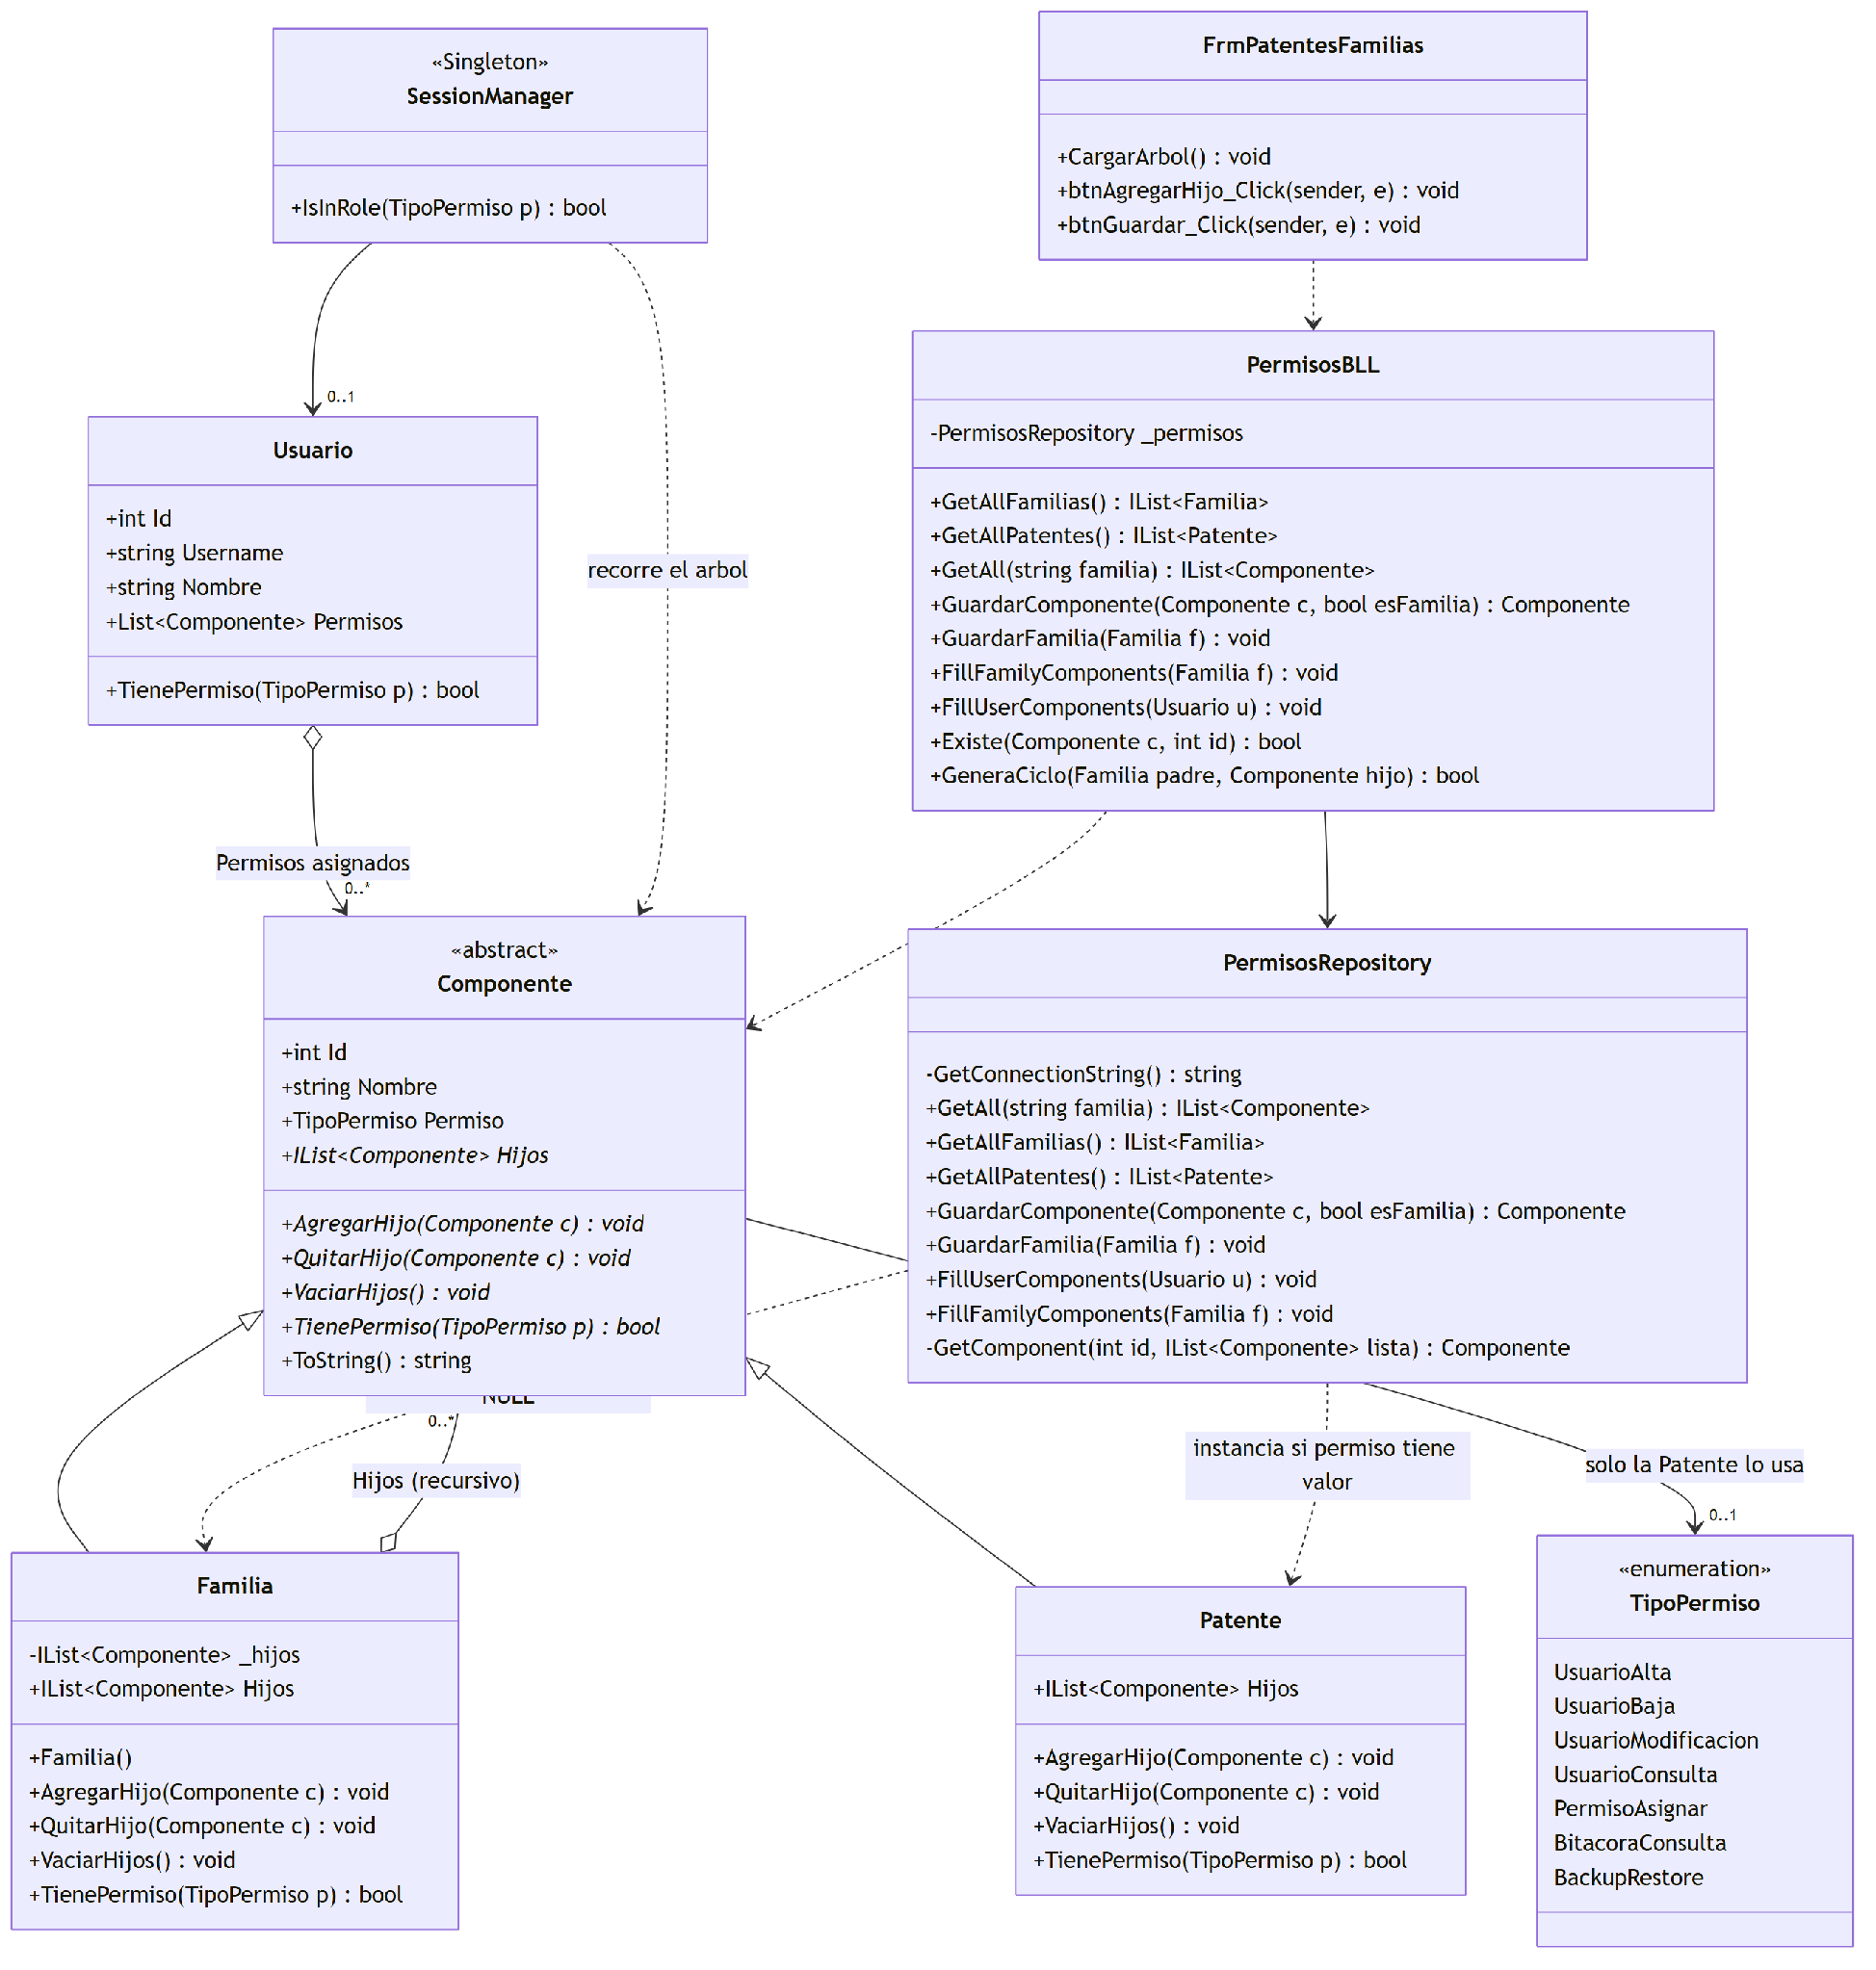 «Singleton»
SessionManager
+IsInRole(TipoPermiso p) : bool
FrmPatentesFamilias
+CargarArbol() : void
+btnAgregarHijo_Click(sender, e) : void
+btnGuardar_Click(sender, e) : void
0..1
Usuario
+int Id
+string Username
+string Nombre
+List<Componente> Permisos
+TienePermiso(TipoPermiso p) : bool
recorre el arbol
PermisosBLL
-PermisosRepository _permisos
+GetAllFamilias() : IList<Familia>
+GetAllPatentes() : IList<Patente>
+GetAll(string familia) : IList<Componente>
+GuardarComponente(Componente c, bool esFamilia) : Componente
+GuardarFamilia(Familia f) : void
+FillFamilyComponents(Familia f) : void
+FillUserComponents(Usuario u) : void
+Existe(Componente c, int id) : bool
+GeneraCiclo(Familia padre, Componente hijo) : bool
Permisos asignados
0..*
«abstract»
Componente
+int Id
+string Nombre
+TipoPermiso Permiso
+IList<Componente> Hijos
+AgregarHijo(Componente c) : void
+QuitarHijo(Componente c) : void
+VaciarHijos() : void
+TienePermiso(TipoPermiso p) : bool
+ToString() : string
PermisosRepository
-GetConnectionString() : string
+GetAll(string familia) : IList<Componente>
+GetAllFamilias() : IList<Familia>
+GetAllPatentes() : IList<Patente>
+GuardarComponente(Componente c, bool esFamilia) : Componente
+GuardarFamilia(Familia f) : void
+FillUserComponents(Usuario u) : void
+FillFamilyComponents(Familia f) : void
-GetComponent(int id, IList<Componente> lista) : Componente
NULL
0..*
Hijos (recursivo)
instancia si permiso tiene
valor
solo la Patente lo usa
0..1
Familia
-IList<Componente> _hijos
+IList<Componente> Hijos
+Familia()
+AgregarHijo(Componente c) : void
+QuitarHijo(Componente c) : void
+VaciarHijos() : void
+TienePermiso(TipoPermiso p) : bool
Patente
+IList<Componente> Hijos
+AgregarHijo(Componente c) : void
+QuitarHijo(Componente c) : void
+VaciarHijos() : void
+TienePermiso(TipoPermiso p) : bool
«enumeration»
TipoPermiso
UsuarioAlta
UsuarioBaja
UsuarioModificacion
UsuarioConsulta
PermisoAsignar
BitacoraConsulta
BackupRestore